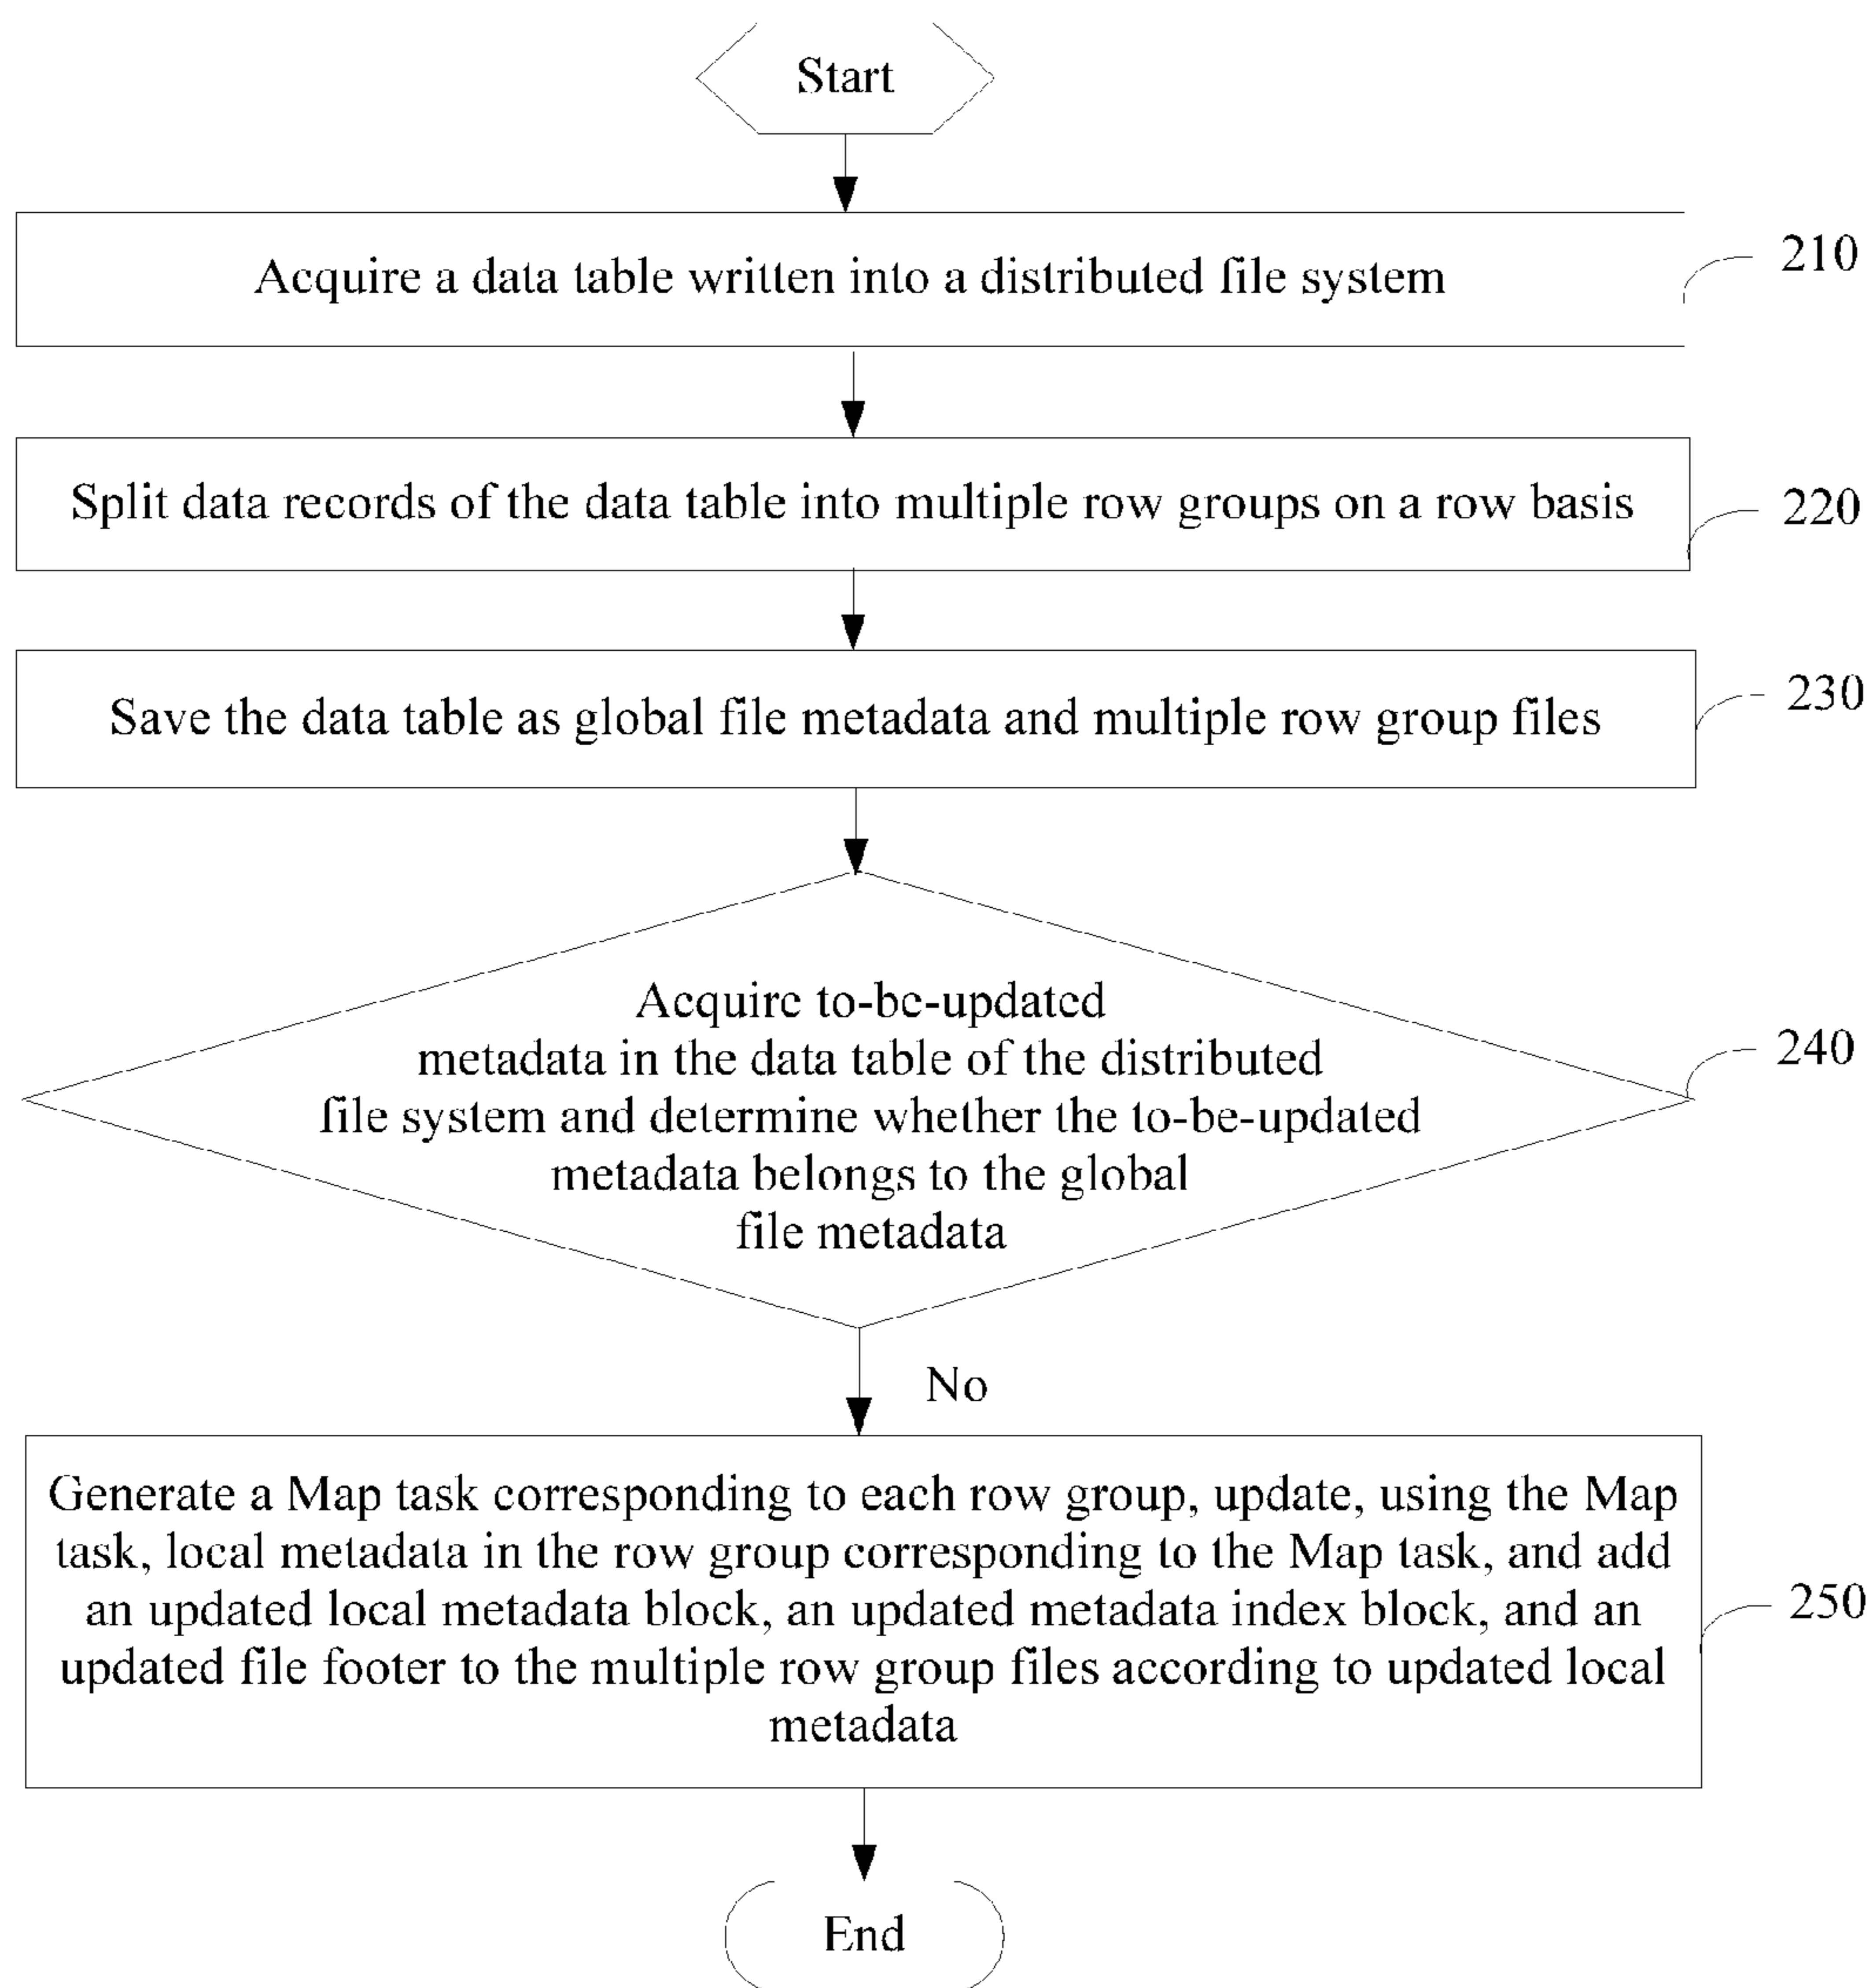 Start
Acquire a data table written into a distributed file system
210
Split data records of the data table into multiple row groups on a row basis
220
Save the data table as global file metadata and multiple row group files
230
Acquire to-be-updated
metadata in the data table of the distributed
file system and determine whether the to-be-updated
metadata belongs to the global
file metadata
240
No
Generate a Map task corresponding to each row group, update, using the Map
task, local metadata in the row group corresponding to the Map task, and add
an updated local metadata block, an updated metadata index block, and an
updated file footer to the multiple row group files according to updated local
metadata
250
End